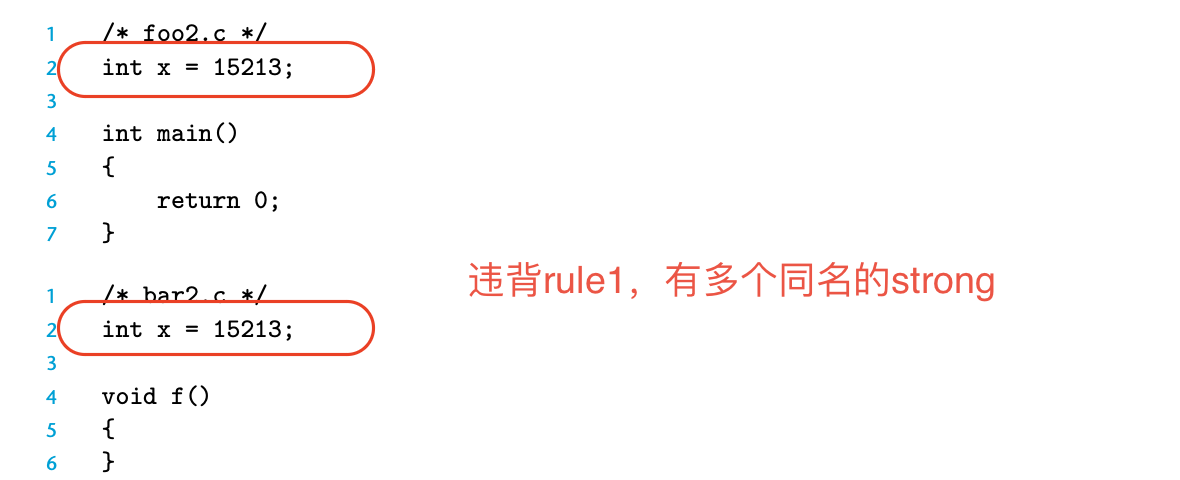 1 /* foo2.c */
2 int x = 15213;
3
4 int main()
5 {
6 return 0;
7 }
违背rule1，有多个同名的strong
1 /* bar2.c */
2 int x = 15213;
3
4 void f()
5 {
6 }